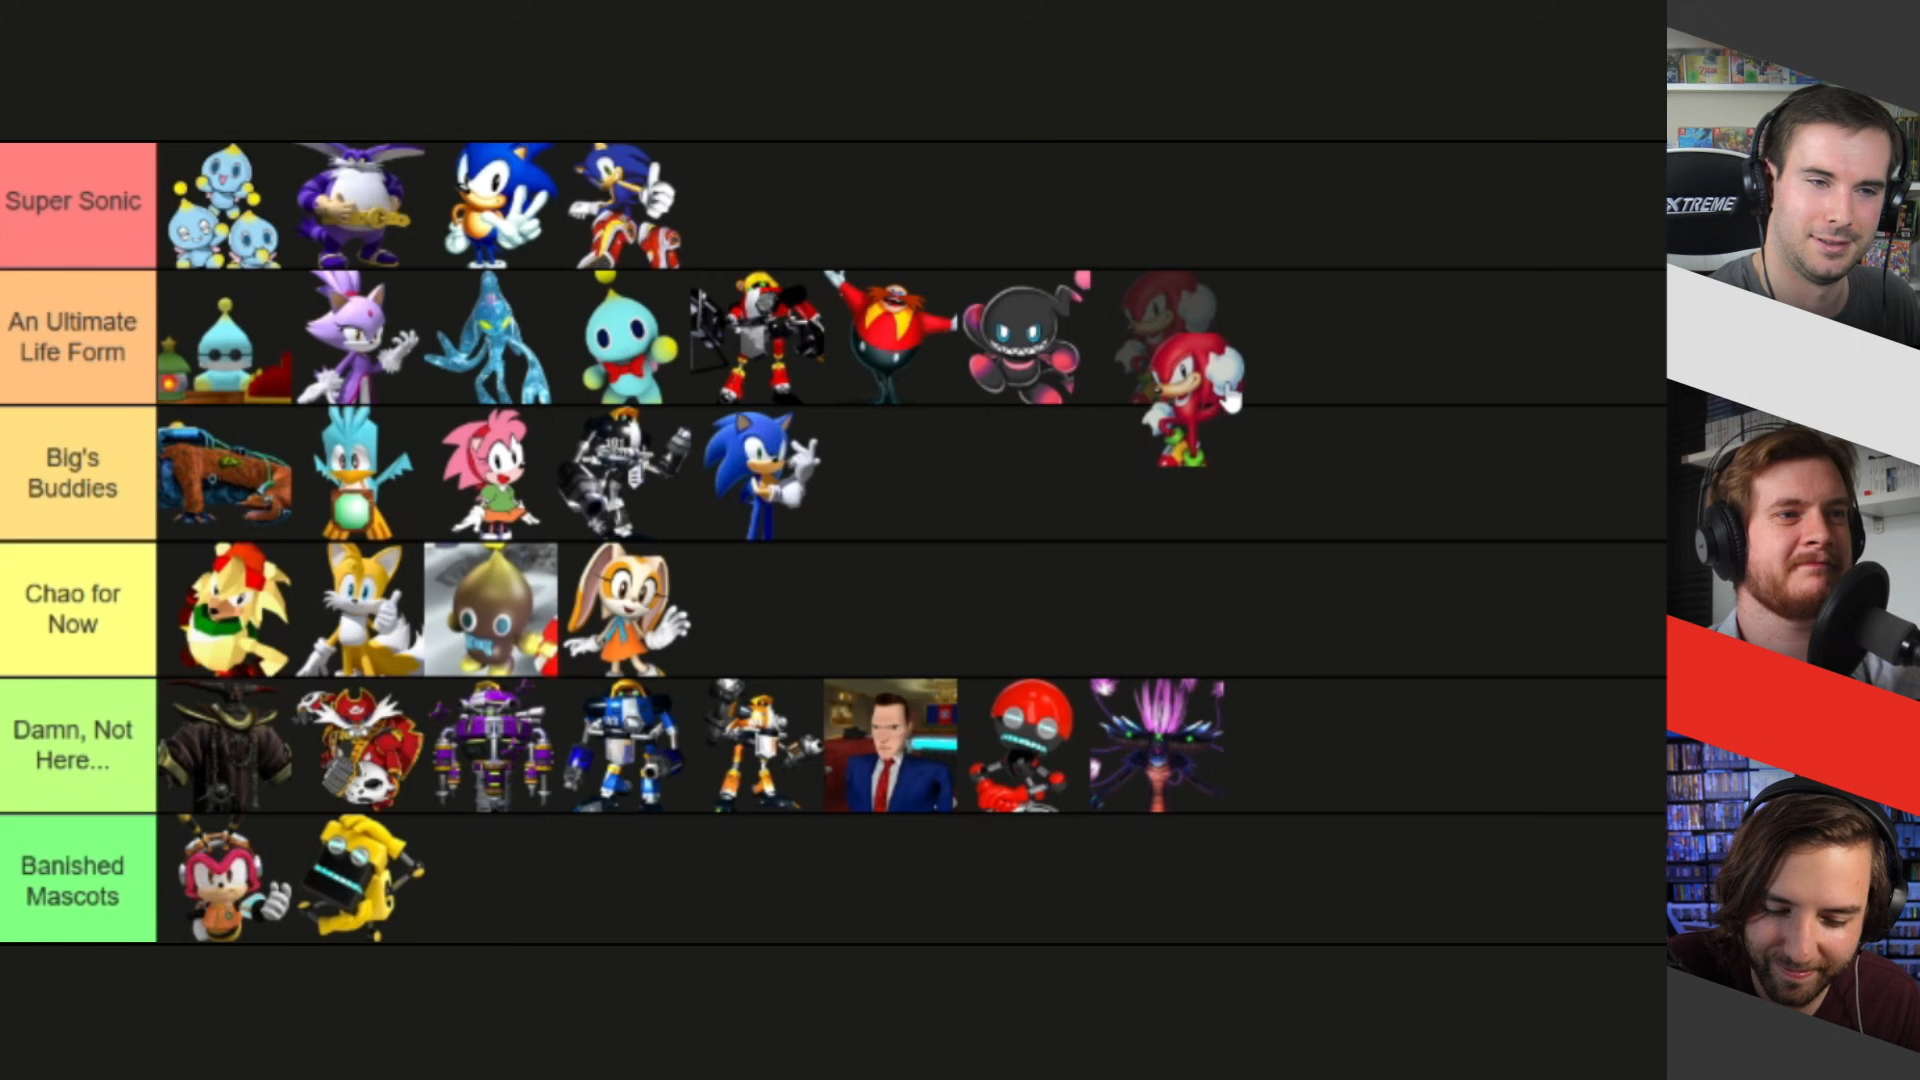 Super Sonic
An Ultimate
Life Form
Big's
Buddies
Chao for
Now
Damn, Not
Here...
Banished
Mascots
XTREME